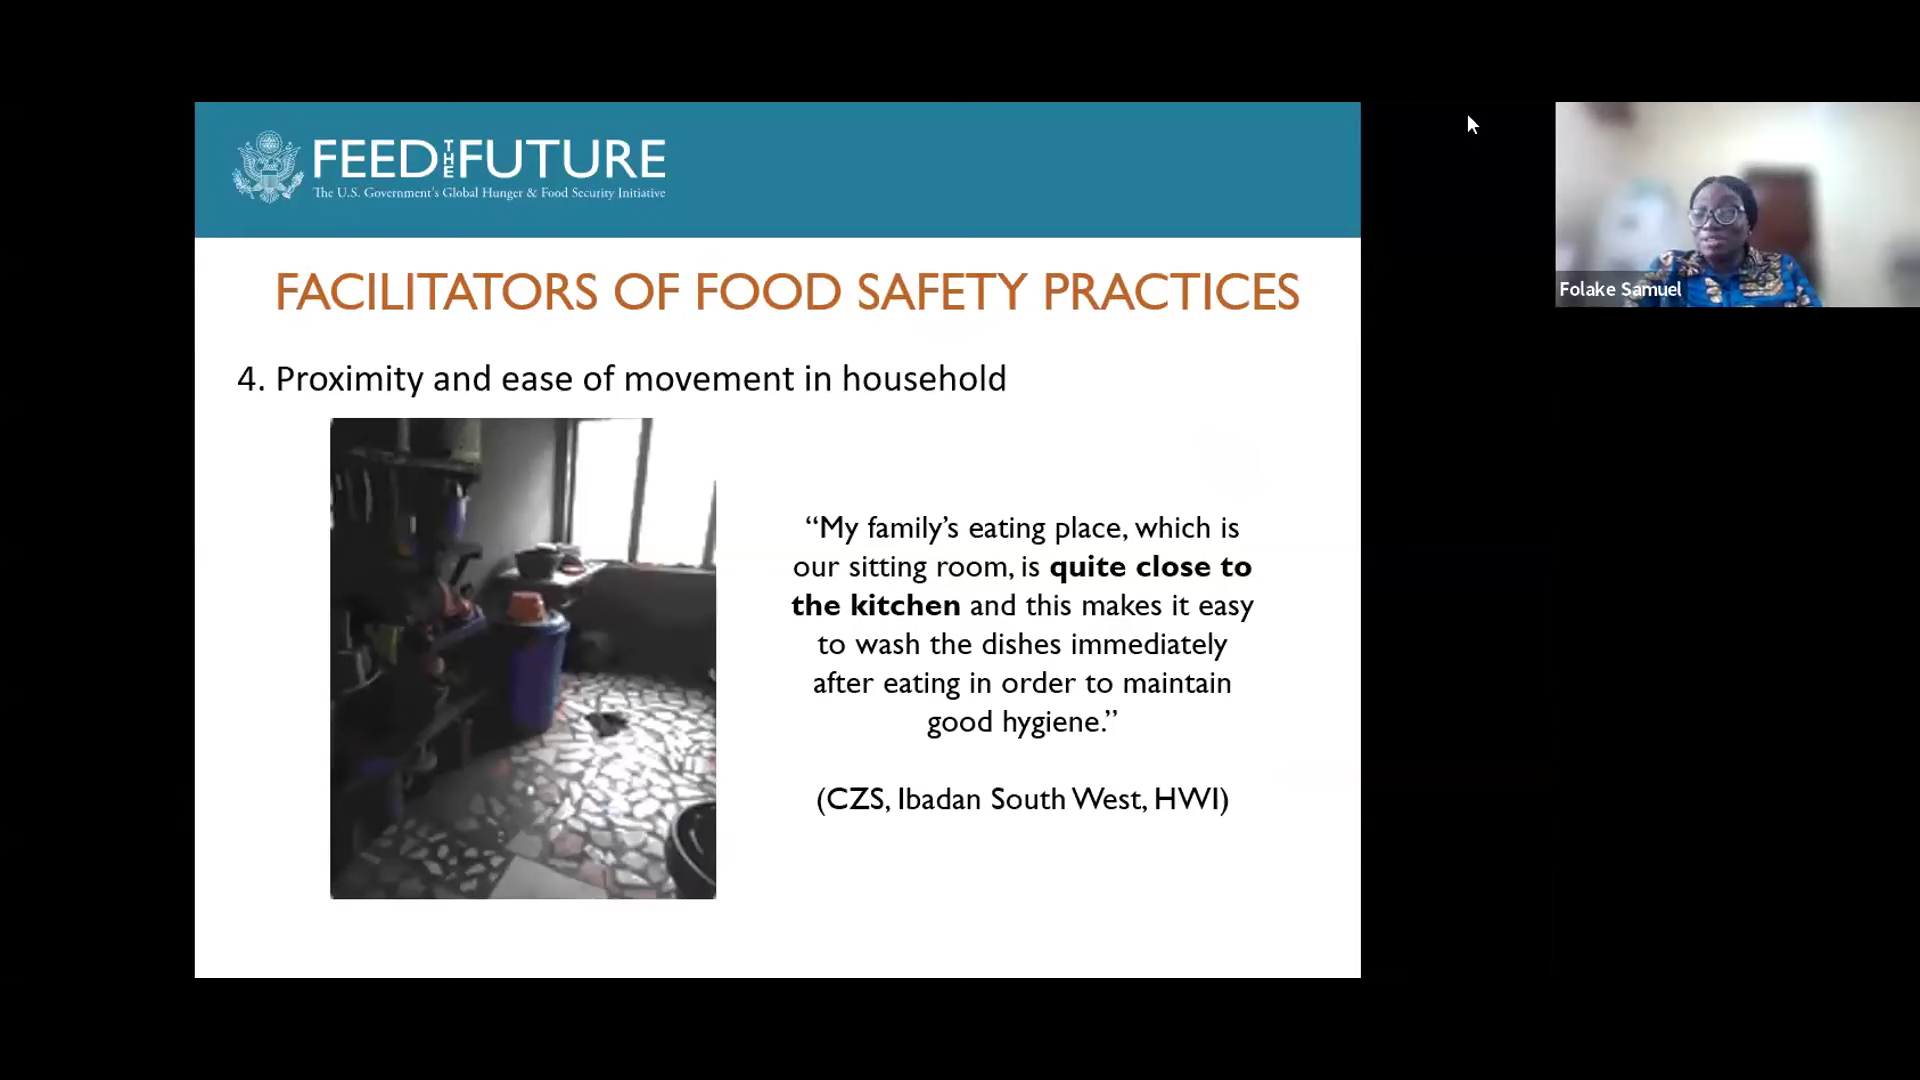 FEED THE FUTURE
The U.S. Government's Global Hunger & Food Security Initiative
FACILITATORS OF FOOD SAFETY PRACTICES
4. Proximity and ease of movement in household
“My family’s eating place, which is
our sitting room, is quite close to
the kitchen and this makes it easy
to wash the dishes immediately
after eating in order to maintain
good hygiene.”
(CZS, Ibadan South West, HWI)
Folake Samuel